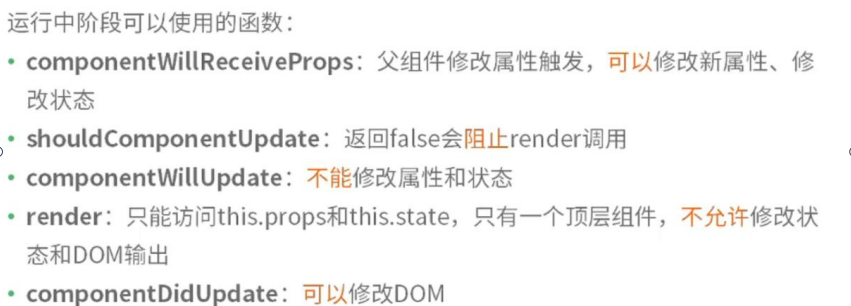 运行中阶段可以使用的函数：
• componentWillReceiveProps：父组件修改属性触发，可以修改新属性、修
改状态
• shouldComponentUpdate：返回false会阻止render调用
• componentWillUpdate：不能修改属性和状态
• render：只能访问this.props和this.state，只有一个顶层组件，不允许修改状
态和DOM输出
• componentDidUpdate：可以修改DOM